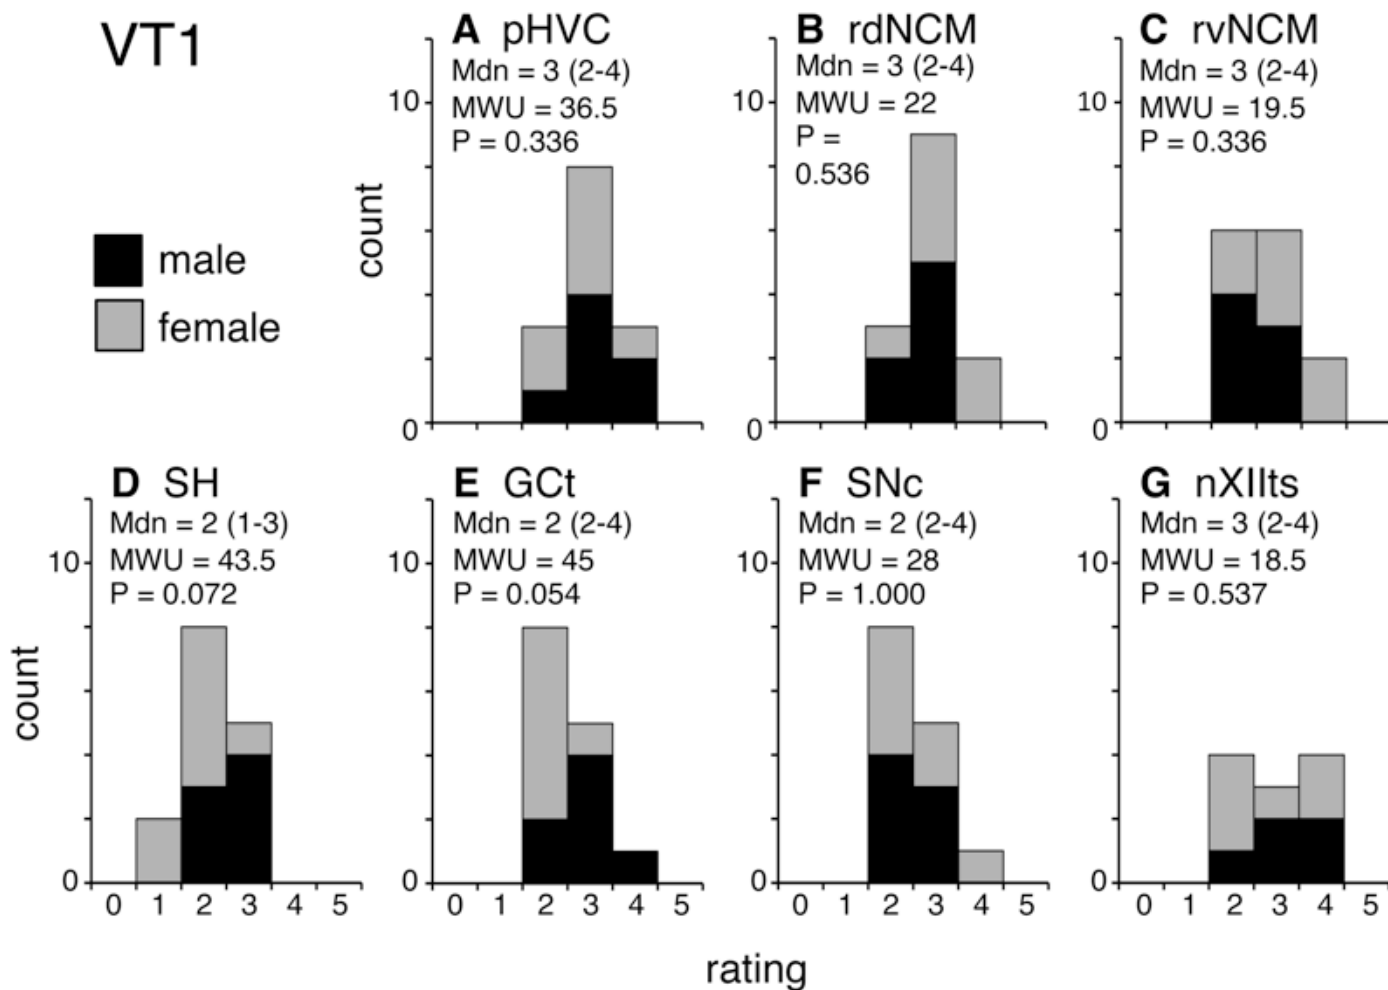 VT1
male
female
A pHVC
Mdn = 3 (2-4)
MWU = 36.5
P = 0.336
10
0
count
B rdNCM
Mdn = 3 (2-4)
MWU = 22
P =
0.536
10
0
C rvNCM
Mdn = 3 (2-4)
MWU = 19.5
P = 0.336
10
0
D SH
Mdn = 2 (1-3)
MWU = 43.5
P = 0.072
10
0
count
0 1 2 3 4 5
E GCt
Mdn = 2 (2-4)
MWU = 45
P = 0.054
10
0
0 1 2 3 4 5
F SNc
Mdn = 2 (2-4)
MWU = 28
P = 1.000
10
0
0 1 2 3 4 5
G nXIIts
Mdn = 3 (2-4)
MWU = 18.5
P = 0.537
10
0
0 1 2 3 4 5
rating